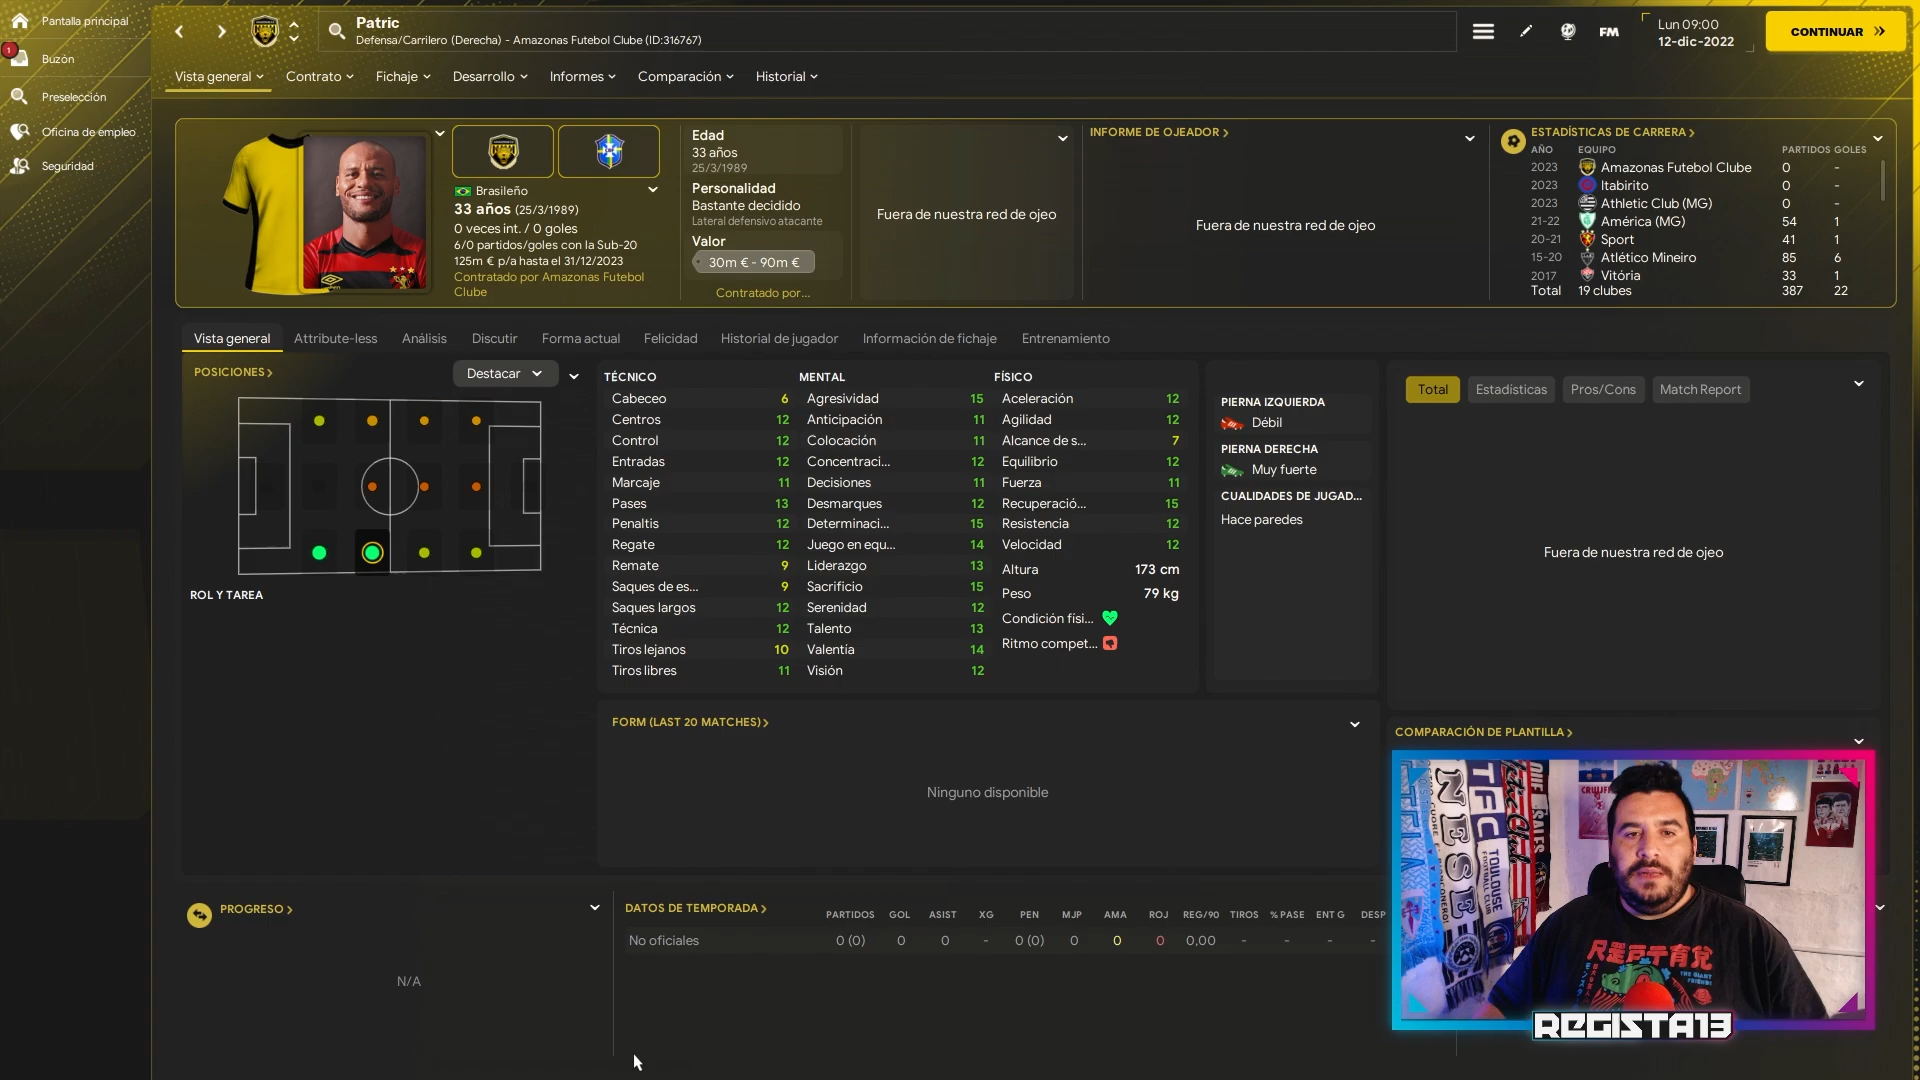 Pantalla principal
1
Buzón
Preselección
Oficina de empleo
Seguridad
Patric
Defensa/Carrilero (Derecha) - Amazonas Futebol Clube (ID:316767)
FM
Lun 09:00
12-dic-2022
CONTINUAR
Vista general
Contrato
Fichaje
Desarrollo
Informes
Comparación
Historial
Brasileño
33 años (25/3/1989)
0 veces int. / 0 goles
6/0 partidos/goles con la Sub-20
125m € p/a hasta el 31/12/2023
Contratado por Amazonas Futebol
Clube
Edad
33 años
25/3/1989
Personalidad
Bastante decidido
Lateral defensivo atacante
Valor
30m € - 90m €
Contratado por...
Fuera de nuestra red de ojeo
INFORME DE OJEADOR
Fuera de nuestra red de ojeo
ESTADÍSTICAS DE CARRERA
AÑO EQUIPO PARTIDOS GOLES
2023 Amazonas Futebol Clube 0 -
2023 Itabirito 0 -
2023 Athletic Club (MG) 0 -
21-22 América (MG) 54 1
20-21 Sport 41 1
15-20 Atlético Mineiro 85 6
2017 Vitória 33 1
Total 19 clubes 387 22
Vista general Attribute-less Análisis Discutir Forma actual Felicidad Historial de jugador Información de fichaje Entrenamiento
POSICIONES
Destacar
ROL Y TAREA
TÉCNICO
Cabeceo 6
Centros 12
Control 12
Entradas 12
Marcaje 11
Pases 13
Penaltis 12
Regate 12
Remate 9
Saques de es... 9
Saques largos 12
Técnica 12
Tiros lejanos 10
Tiros libres 11
MENTAL
Agresividad 15
Anticipación 11
Colocación 11
Concentraci... 12
Decisiones 11
Desmarques 12
Determinaci... 15
Juego en equ... 14
Liderazgo 13
Sacrificio 15
Serenidad 12
Talento 13
Valentía 14
Visión 12
FÍSICO
Aceleración 12
Agilidad 12
Alcance de s... 7
Equilibrio 12
Fuerza 11
Recuperació... 15
Resistencia 12
Velocidad 12
Altura 173 cm
Peso 79 kg
Condición físi...
Ritmo compet...
PIERNA IZQUIERDA
Débil
PIERNA DERECHA
Muy fuerte
CUALIDADES DE JUGAD...
Hace paredes
Total Estadísticas Pros/Cons Match Report
Fuera de nuestra red de ojeo
FORM (LAST 20 MATCHES)
Ninguno disponible
COMPARACIÓN DE PLANTILLA
PROGRESO
N/A
DATOS DE TEMPORADA
PARTIDOS GOL ASIST XG PEN MJP AMA ROJ REG/90 TIROS % PASE ENT G DESP
No oficiales 0 (0) 0 0 - 0 (0) 0 0 0 0,00 - - - -
NESE
TFC
TOULOUSE
FOOTBALL CLUB
THE GIANT
REGISTA13